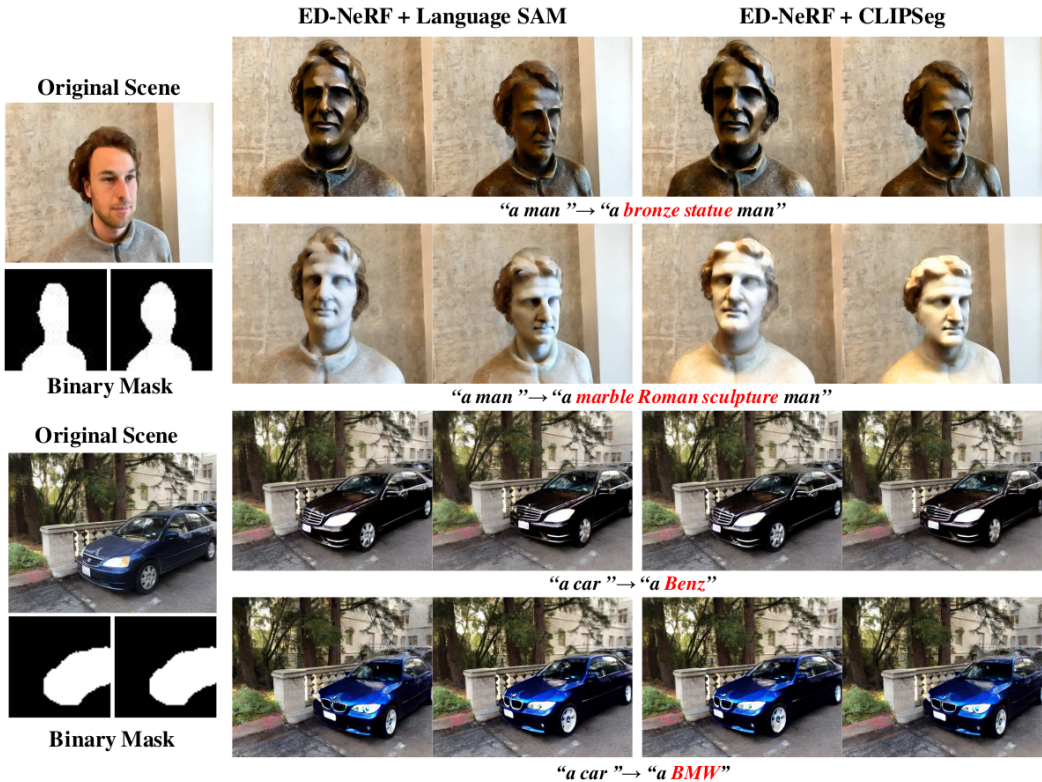 ED-NeRF + Language SAM
ED-NeRF + CLIPSeg
Original Scene
Binary Mask
“a man ”→ “a bronze statue man”
“a man ”→ “a marble Roman sculpture man”
Original Scene
Binary Mask
“a car ”→ “a Benz”
“a car ”→ “a BMW”